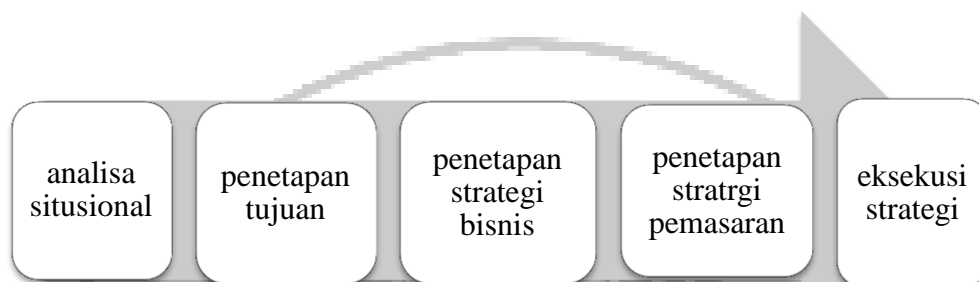 analisa
situsional
penetapan
tujuan
penetapan
strategi
bisnis
penetapan
stratrgi
pemasaran
eksekusi
strategi